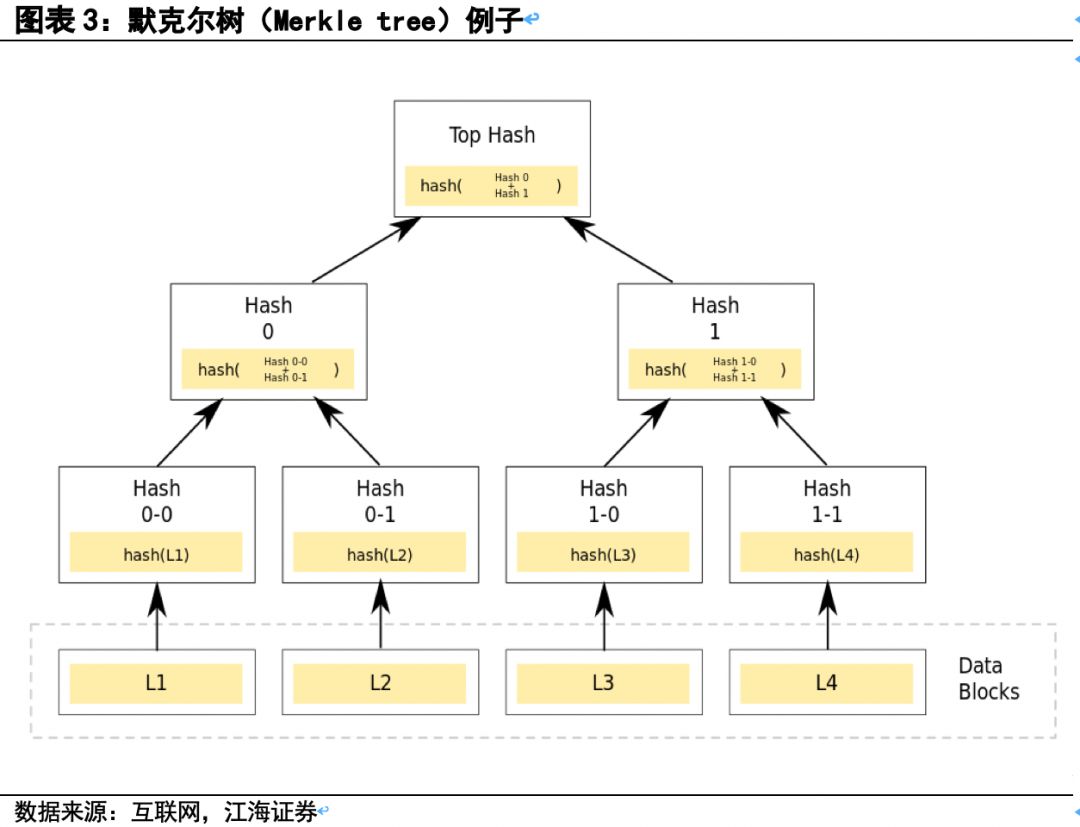 图表 3：默克尔树（Merkle tree）例子
Top Hash
hash(
Hash 0
+
Hash 1
)
Hash
0
hash(
Hash 0-0
+
Hash 0-1
)
Hash
1
hash(
Hash 1-0
+
Hash 1-1
)
Hash
0-0
hash(L1)
Hash
0-1
hash(L2)
Hash
1-0
hash(L3)
Hash
1-1
hash(L4)
L1
L2
L3
L4
Data
Blocks
数据来源：互联网，江海证券